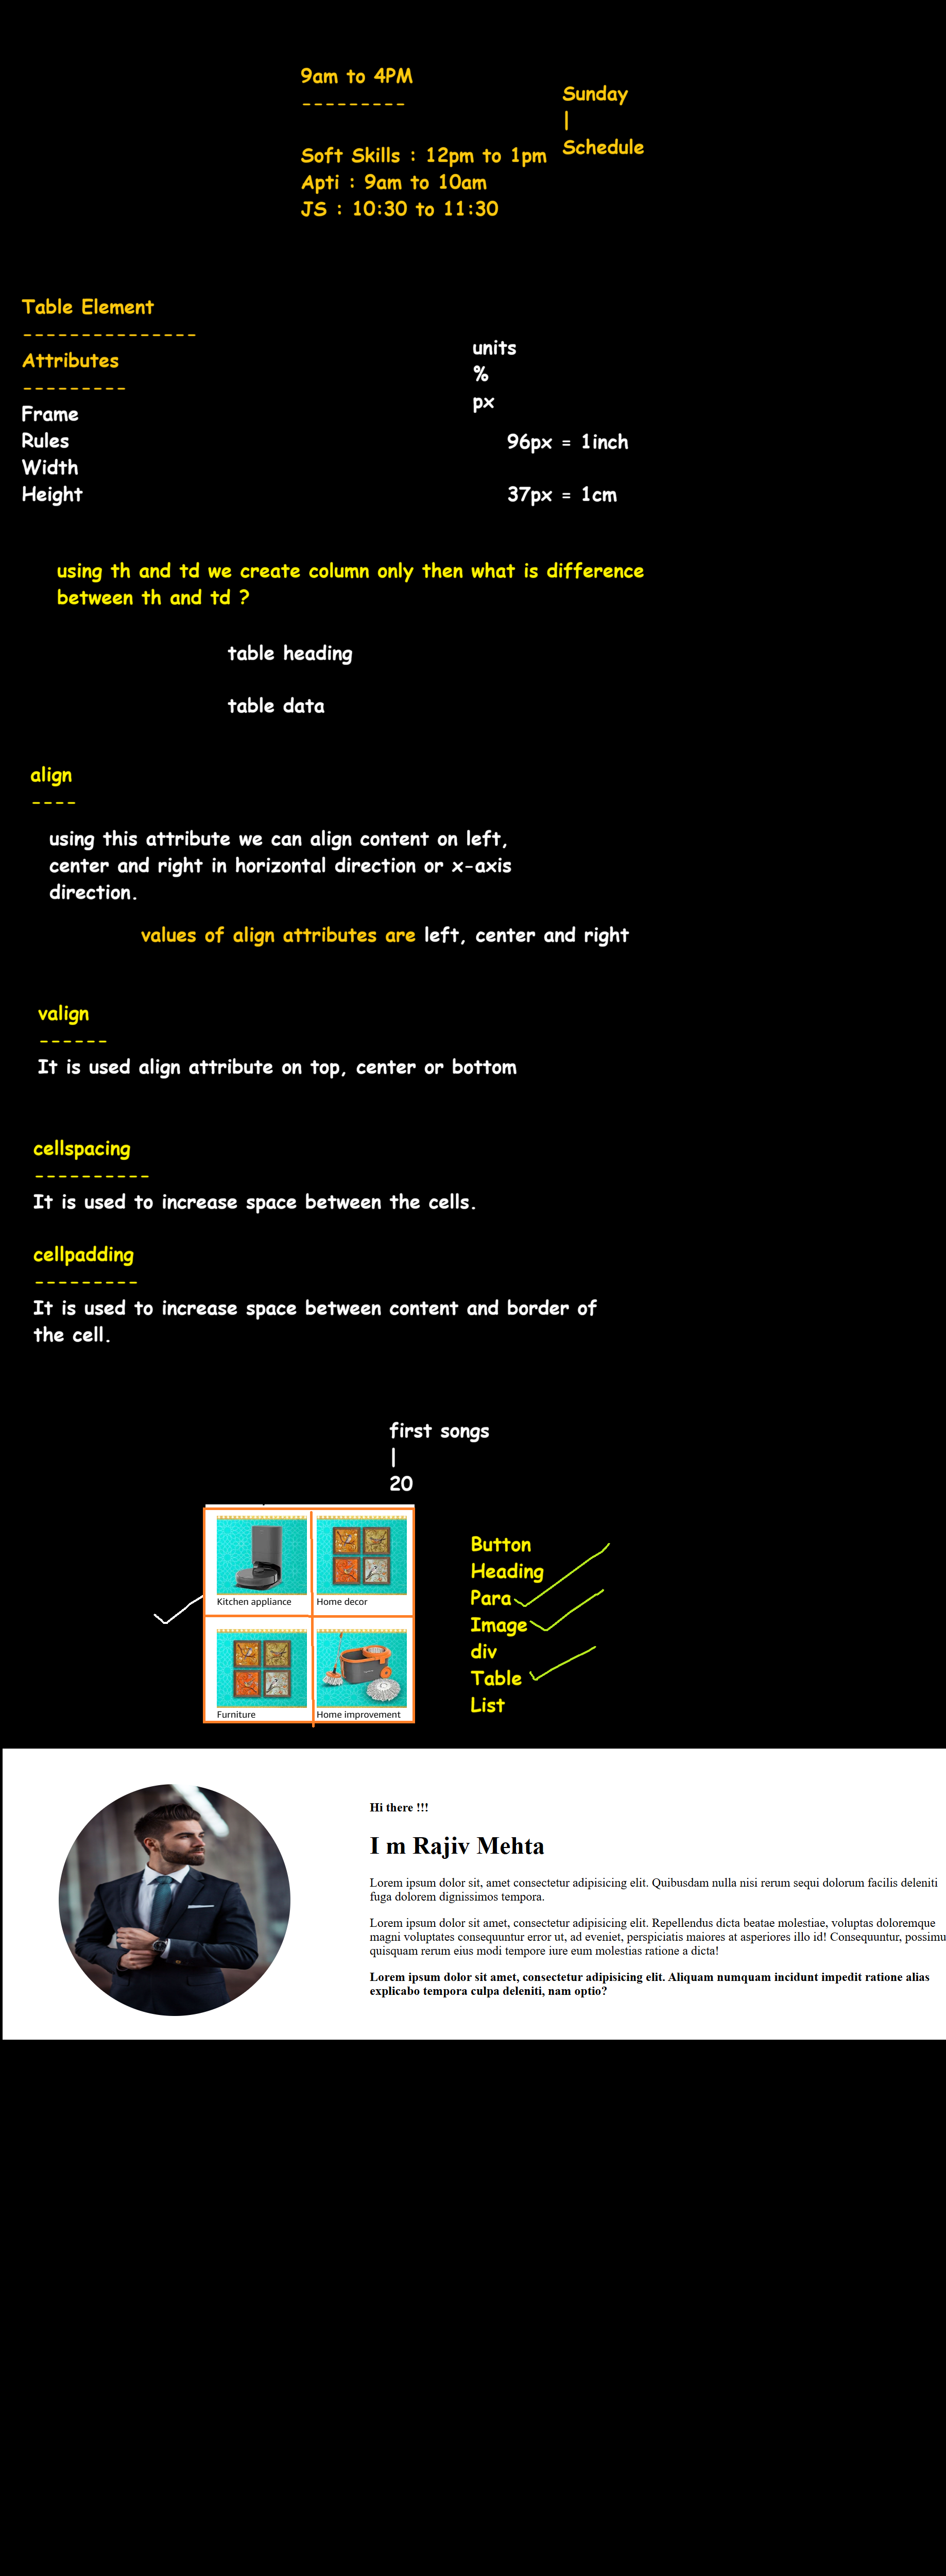 9am to 4PM
---------
Sunday
|
Schedule
Soft Skills : 12pm to 1pm
Apti : 9am to 10am
JS : 10:30 to 11:30
Table Element
---------------
Attributes
---------
Frame
Rules
Width
Height
units
%
px
96px = 1inch
37px = 1cm
using th and td we create column only then what is difference
between th and td ?
table heading
table data
align
----
using this attribute we can align content on left,
center and right in horizontal direction or x-axis
direction.
values of align attributes are left, center and right
valign
------
It is used align attribute on top, center or bottom
cellspacing
----------
It is used to increase space between the cells.
cellpadding
---------
It is used to increase space between content and border of
the cell.
first songs
|
20
Kitchen appliance
Home decor
Furniture
Home improvement
Button
Heading
Para
Image
div
Table
List
Hi there !!!
I m Rajiv Mehta
Lorem ipsum dolor sit, amet consectetur adipisicing elit. Quibusdam nulla nisi rerum sequi dolorum facilis deleniti
fuga dolorem dignissimos tempora.
Lorem ipsum dolor sit amet, consectetur adipisicing elit. Repellendus dicta beatae molestiae, voluptas doloremque
magni voluptates consequuntur error ut, ad eveniet, perspiciatis maiores at asperiores illo id! Consequuntur, possimu
quisquam rerum eius modi tempore iure eum molestias ratione a dicta!
Lorem ipsum dolor sit amet, consectetur adipisicing elit. Aliquam numquam incidunt impedit ratione alias
explicabo tempora culpa deleniti, nam optio?